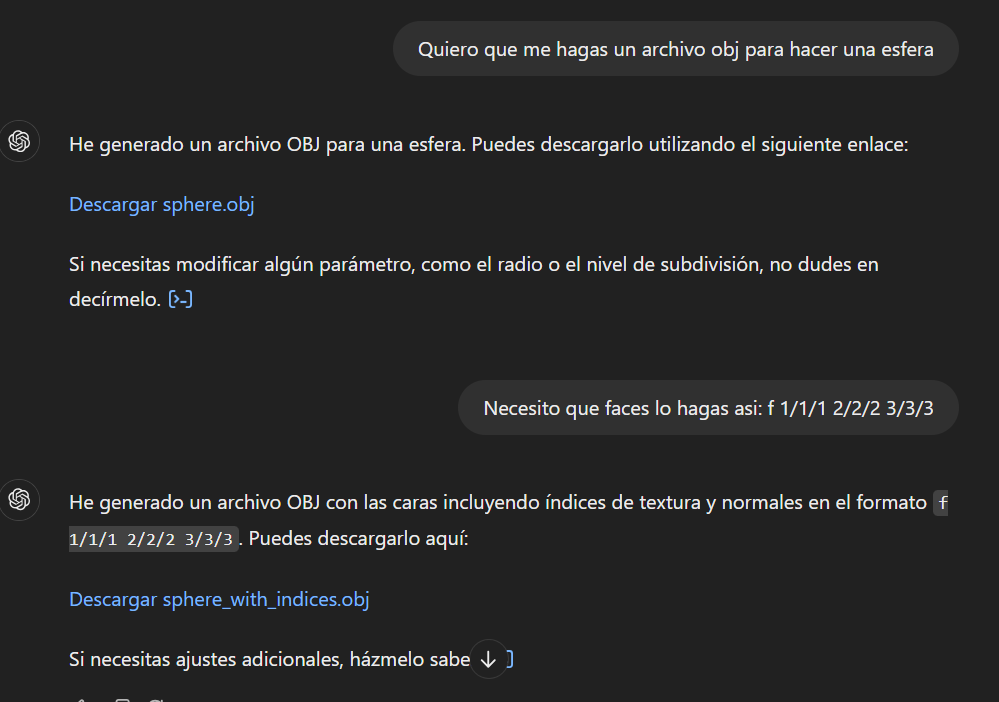 Quiero que me hagas un archivo obj para hacer una esfera
He generado un archivo OBJ para una esfera. Puedes descargarlo utilizando el siguiente enlace:
Descargar sphere.obj
Si necesitas modificar algún parámetro, como el radio o el nivel de subdivisión, no dudes en
decírmelo.
Necesito que faces lo hagas asi: f 1/1/1 2/2/2 3/3/3
He generado un archivo OBJ con las caras incluyendo índices de textura y normales en el formato f
1/1/1 2/2/2 3/3/3. Puedes descargarlo aquí:
Descargar sphere_with_indices.obj
Si necesitas ajustes adicionales, házmelo sabe